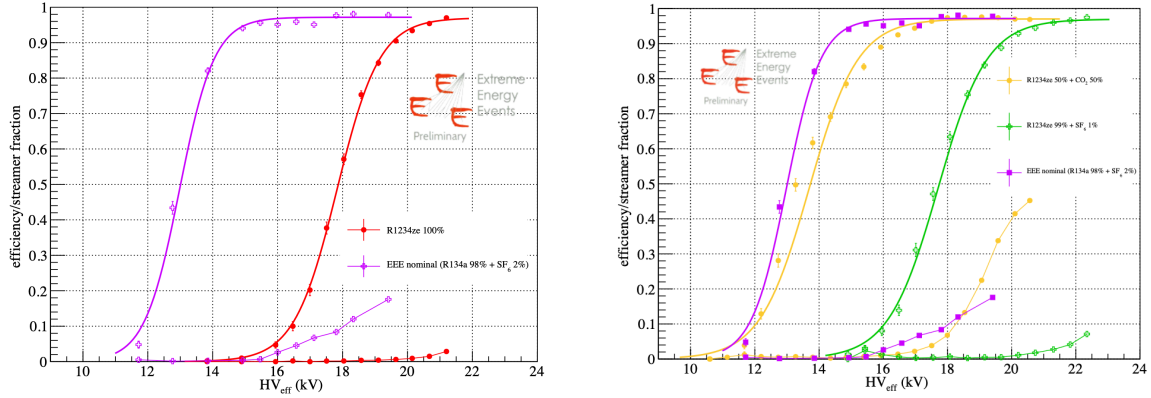 efficiency/streamer fraction
1
0.9
0.8
0.7
0.6
0.5
0.4
0.3
0.2
0.1
0
Extreme
Energy
Events
Preliminary
R1234ze 100%
EEE nominal (R134a 98% + SF6 2%)
10 12 14 16 18 20 22 24
HVeff (kV)
efficiency/streamer fraction
1
0.9
0.8
0.7
0.6
0.5
0.4
0.3
0.2
0.1
0
Extreme
Energy
Events
Preliminary
R1234ze 50% + CO2 50%
R1234ze 99% + SF6 1%
EEE nominal (R134a 98% + SF6 2%)
10 12 14 16 18 20 22 24
HVeff (kV)